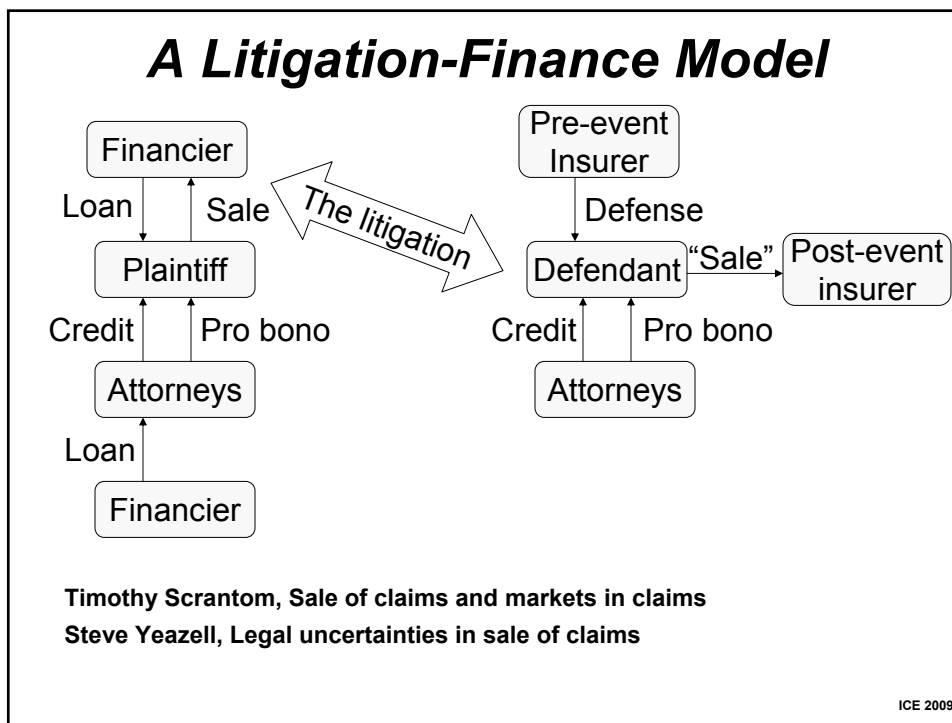 A Litigation-Finance Model
Financier
Loan
Sale
Plaintiff
Credit
Pro bono
Attorneys
Loan
Financier
The litigation
Pre-event
Insurer
Defense
Defendant
“Sale”
Post-event
insurer
Credit
Pro bono
Attorneys
Timothy Scrantom, Sale of claims and markets in claims
Steve Yeazell, Legal uncertainties in sale of claims
ICE 2009